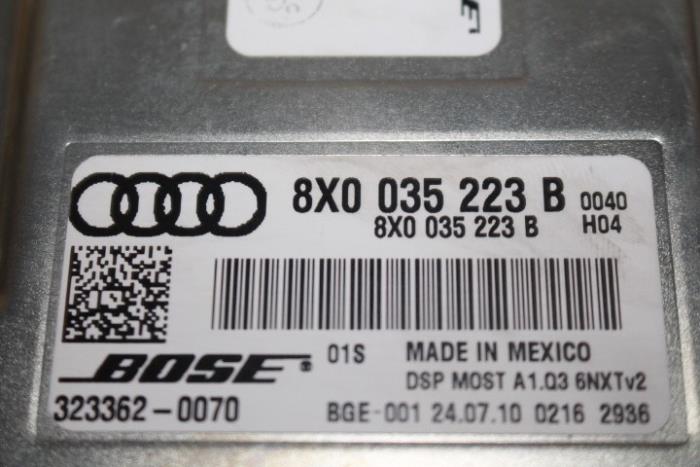 8X0 035 223 B 0040
8X0 035 223 B H04
BOSE® 01S MADE IN MEXICO
DSP MOST A1.Q3 6NXTv2
323362-0070 BGE-001 24.07.10 0216 2936